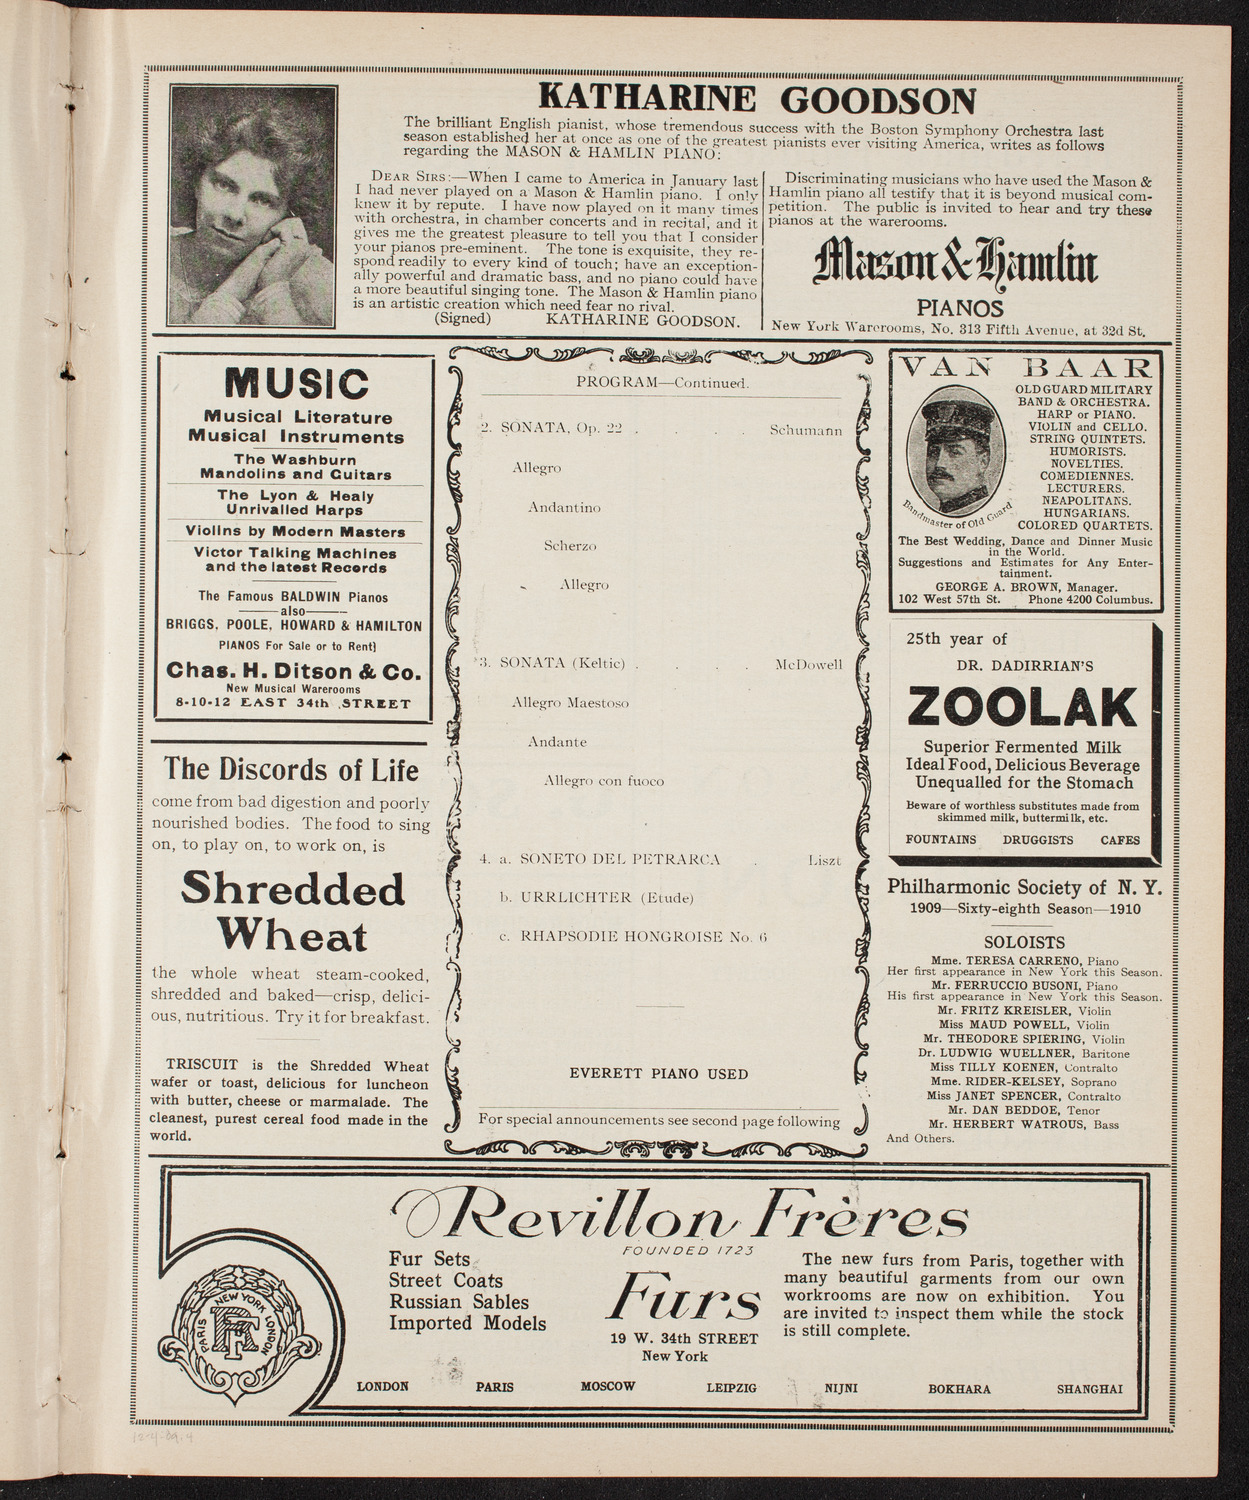 KATHARINE GOODSON
The brilliant English pianist, whose tremendous success with the Boston Symphony Orchestra last
season established her at once as one of the greatest pianists ever visiting America, writes as follows
regarding the MASON & HAMLIN PIANO:
DEAR SIRS:—When I came to America in January last
I had never played on a Mason & Hamlin piano. I only
knew it by repute. I have now played on it many times
with orchestra, in chamber concerts and in recital, and it
gives me the greatest pleasure to tell you that I consider
your pianos pre-eminent. The tone is exquisite, they re-
spond readily to every kind of touch; have an exception-
ally powerful and dramatic bass, and no piano could have
a more beautiful singing tone. The Mason & Hamlin piano
is an artistic creation which need fear no rival.
(Signed) KATHARINE GOODSON.
Discriminating musicians who have used the Mason &
Hamlin piano all testify that it is beyond musical com-
petition. The public is invited to hear and try these
pianos at the warerooms.
Mason & Hamlin
PIANOS
New York Warerooms, No. 313 Fifth Avenue, at 32d St.
MUSIC
Musical Literature
Musical Instruments
The Washburn
Mandolins and Guitars
The Lyon & Healy
Unrivalled Harps
Violins by Modern Masters
Victor Talking Machines
and the latest Records
The Famous BALDWIN Pianos
also
BRIGGS, POOLE, HOWARD & HAMILTON
PIANOS For Sale or to Rent}
Chas. H. Ditson & Co.
New Musical Warerooms
8-10-12 EAST 34th STREET
The Discords of Life
come from bad digestion and poorly
nourished bodies. The food to sing
on, to play on, to work on, is
Shredded
Wheat
the whole wheat steam-cooked,
shredded and baked—crisp, delici-
ous, nutritious. Try it for breakfast.
TRISCUIT is the Shredded Wheat
wafer or toast, delicious for luncheon
with butter, cheese or marmalade. The
cleanest, purest cereal food made in the
world.
PROGRAM—Continued.
2. SONATA, Op. 22 . . . . Schumann
Allegro
Andantino
Scherzo
Allegro
3. SONATA (Keltic) . . . . McDowell
Allegro Maestoso
Andante
Allegro con fuoco
4. a. SONETO DEL PETRARCA . Liszt
b. URRLICHTER (Etude)
c. RHAPSODIE HONGROISE No. 6
EVERETT PIANO USED
For special announcements see second page following
VAN BAAR
OLD GUARD MILITARY
BAND & ORCHESTRA.
HARP or PIANO.
VIOLIN and CELLO.
STRING QUINTETS.
HUMORISTS.
NOVELTIES.
COMEDIENNES.
LECTURERS.
NEAPOLITANS.
HUNGARIANS.
COLORED QUARTETS.
Bandmaster of Old Guard
The Best Wedding, Dance and Dinner Music
in the World.
Suggestions and Estimates for Any Enter-
tainment.
GEORGE A. BROWN, Manager.
102 West 57th St. Phone 4200 Columbus.
25th year of
DR. DADIRRIAN'S
ZOOLAK
Superior Fermented Milk
Ideal Food, Delicious Beverage
Unequalled for the Stomach
Beware of worthless substitutes made from
skimmed milk, buttermilk, etc.
FOUNTAINS DRUGGISTS CAFES
Philharmonic Society of N. Y.
1909—Sixty-eighth Season—1910
SOLOISTS
Mme. TERESA CARRENO, Piano
Her first appearance in New York this Season.
Mr. FERRUCCIO BUSONI, Piano
His first appearance in New York this Season.
Mr. FRITZ KREISLER, Violin
Miss MAUD POWELL, Violin
Mr. THEODORE SPIERING, Violin
Dr. LUDWIG WUELLNER, Baritone
Miss TILLY KOENEN, Contralto
Mme. RIDER-KELSEY, Soprano
Miss JANET SPENCER, Contralto
Mr. DAN BEDDOE, Tenor
Mr. HERBERT WATROUS, Bass
And Others.
Revillon Frères
FOUNDED 1723
Fur Sets
Street Coats
Russian Sables
Imported Models
Furs
19 W. 34th STREET
New York
The new furs from Paris, together with
many beautiful garments from our own
workrooms are now on exhibition. You
are invited to inspect them while the stock
is still complete.
PARIS NEW YORK LONDON
LONDON PARIS MOSCOW LEIPZIG NIJNI BOKHARA SHANGHAI
12-4-09.4